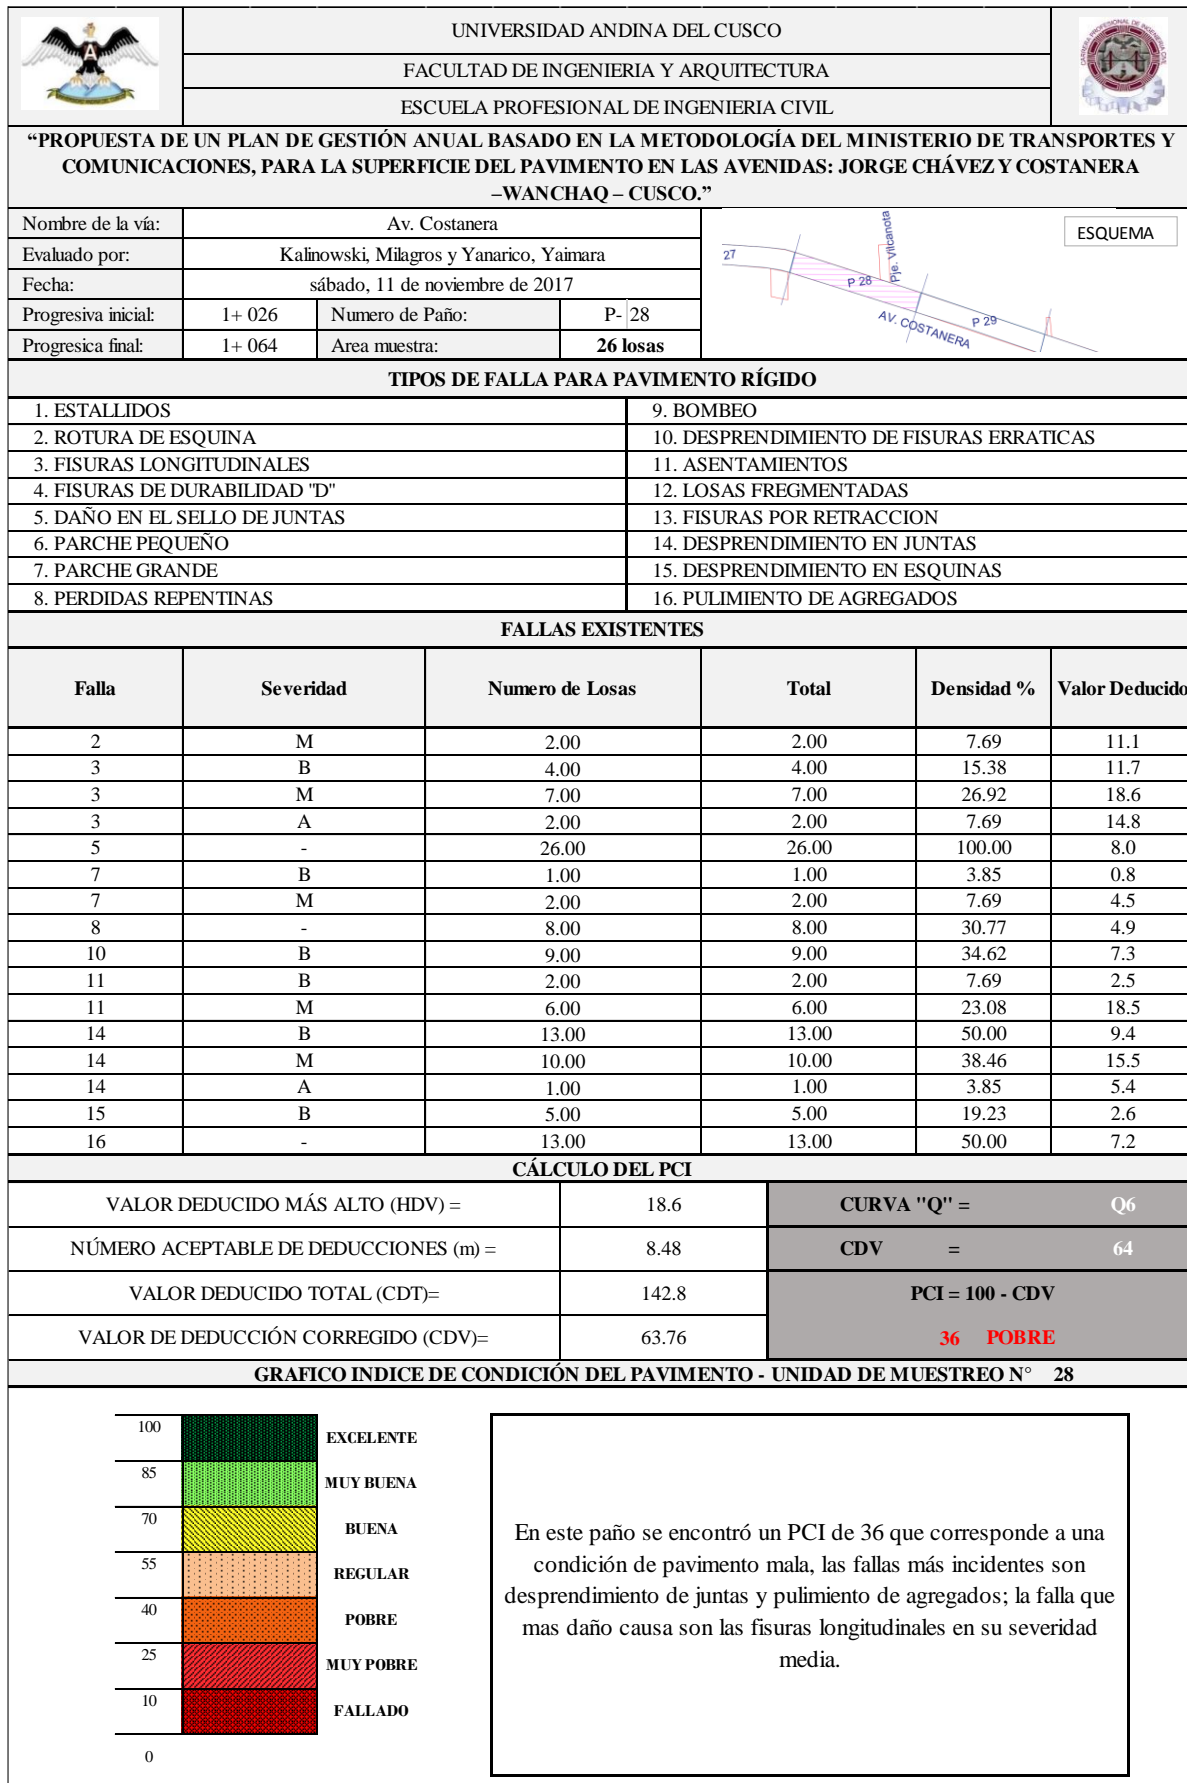 UNIVERSIDAD ANDINA DEL CUSCO
FACULTAD DE INGENIERIA Y ARQUITECTURA
ESCUELA PROFESIONAL DE INGENIERIA CIVIL
“PROPUESTA DE UN PLAN DE GESTIÓN ANUAL BASADO EN LA METODOLOGÍA DEL MINISTERIO DE TRANSPORTES Y
COMUNICACIONES, PARA LA SUPERFICIE DEL PAVIMENTO EN LAS AVENIDAS: JORGE CHÁVEZ Y COSTANERA
–WANCHAQ – CUSCO.”
Nombre de la vía: Av. Costanera
Evaluado por: Kalinowski, Milagros y Yanarico, Yaimara
Fecha: sábado, 11 de noviembre de 2017
Progresiva inicial: 1+ 026 Numero de Paño: P- 28
Progresica final: 1+ 064 Area muestra: 26 losas
ESQUEMA
27
P 28
Pje. Vilcanota
AV. COSTANERA
P 29
TIPOS DE FALLA PARA PAVIMENTO RÍGIDO
1. ESTALLIDOS 9. BOMBEO
2. ROTURA DE ESQUINA 10. DESPRENDIMIENTO DE FISURAS ERRATICAS
3. FISURAS LONGITUDINALES 11. ASENTAMIENTOS
4. FISURAS DE DURABILIDAD "D" 12. LOSAS FREGMENTADAS
5. DAÑO EN EL SELLO DE JUNTAS 13. FISURAS POR RETRACCION
6. PARCHE PEQUEÑO 14. DESPRENDIMIENTO EN JUNTAS
7. PARCHE GRANDE 15. DESPRENDIMIENTO EN ESQUINAS
8. PERDIDAS REPENTINAS 16. PULIMIENTO DE AGREGADOS
FALLAS EXISTENTES
Falla Severidad Numero de Losas Total Densidad % Valor Deducido
2 M 2.00 2.00 7.69 11.1
3 B 4.00 4.00 15.38 11.7
3 M 7.00 7.00 26.92 18.6
3 A 2.00 2.00 7.69 14.8
5 - 26.00 26.00 100.00 8.0
7 B 1.00 1.00 3.85 0.8
7 M 2.00 2.00 7.69 4.5
8 - 8.00 8.00 30.77 4.9
10 B 9.00 9.00 34.62 7.3
11 B 2.00 2.00 7.69 2.5
11 M 6.00 6.00 23.08 18.5
14 B 13.00 13.00 50.00 9.4
14 M 10.00 10.00 38.46 15.5
14 A 1.00 1.00 3.85 5.4
15 B 5.00 5.00 19.23 2.6
16 - 13.00 13.00 50.00 7.2
CÁLCULO DEL PCI
VALOR DEDUCIDO MÁS ALTO (HDV) = 18.6 CURVA "Q" = Q6
NÚMERO ACEPTABLE DE DEDUCCIONES (m) = 8.48 CDV = 64
VALOR DEDUCIDO TOTAL (CDT)= 142.8 PCI = 100 - CDV
VALOR DE DEDUCCIÓN CORREGIDO (CDV)= 63.76 36 POBRE
GRAFICO INDICE DE CONDICIÓN DEL PAVIMENTO - UNIDAD DE MUESTREO N° 28
100 EXCELENTE
85 MUY BUENA
70 BUENA
55 REGULAR
40 POBRE
25 MUY POBRE
10 FALLADO
0
En este paño se encontró un PCI de 36 que corresponde a una
condición de pavimento mala, las fallas más incidentes son
desprendimiento de juntas y pulimiento de agregados; la falla que
mas daño causa son las fisuras longitudinales en su severidad
media.